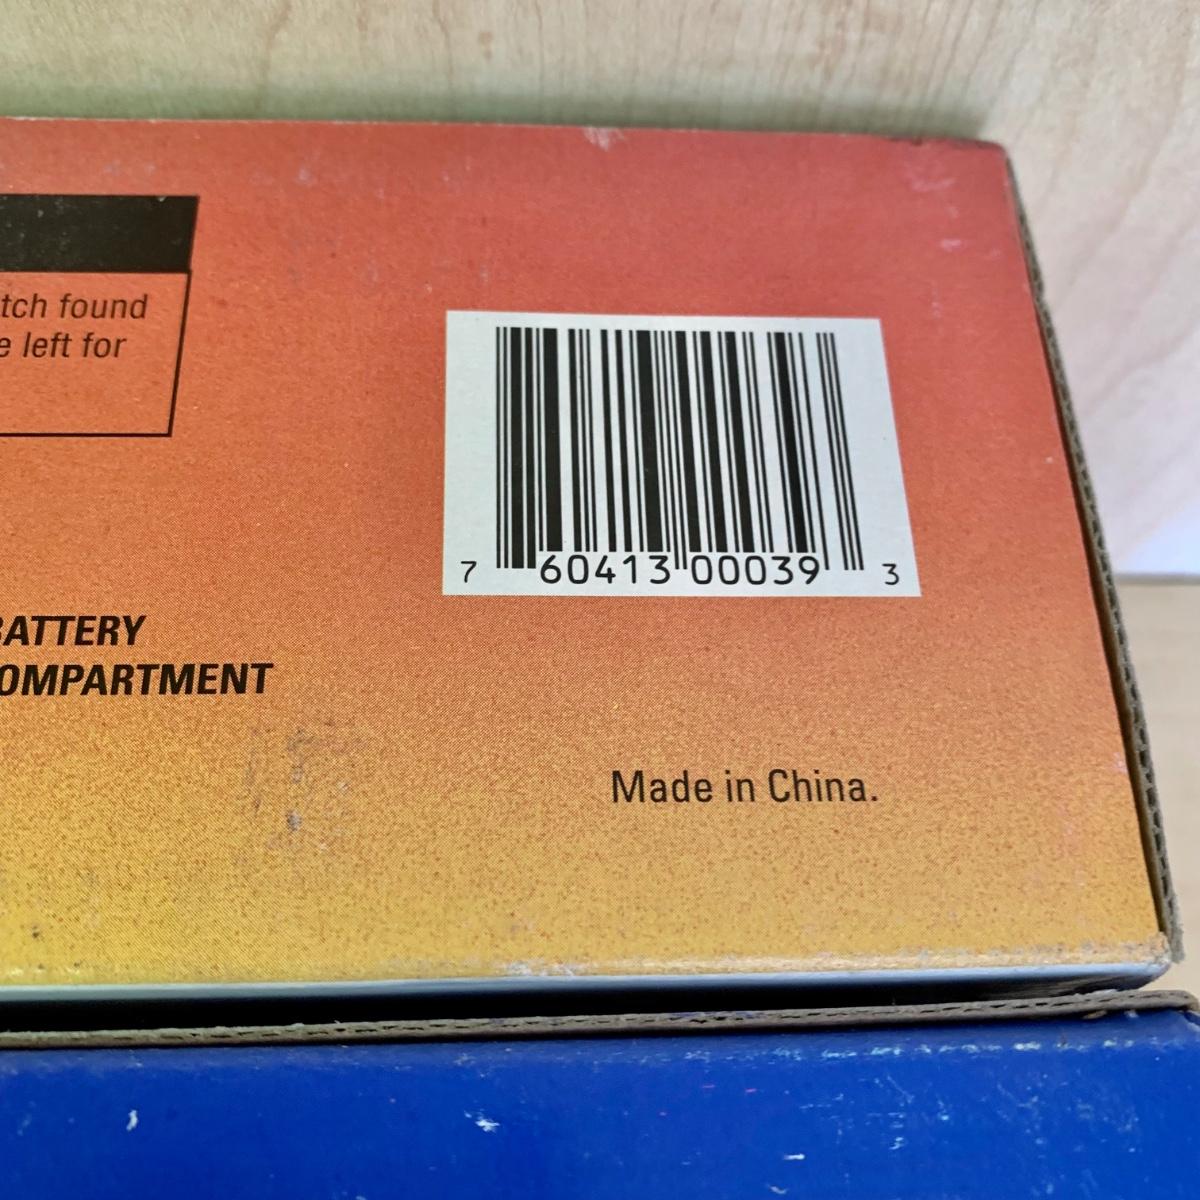 tch found
e left for
BATTERY
OMPARTMENT
7 60413 00039 3
Made in China.